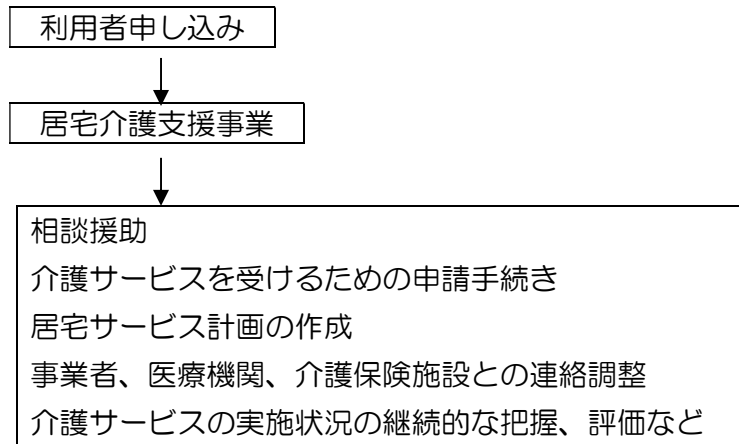 利用者申し込み
居宅介護支援事業
相談援助
介護サービスを受けるための申請手続き
居宅サービス計画の作成
事業者、医療機関、介護保険施設との連絡調整
介護サービスの実施状況の継続的な把握、評価など